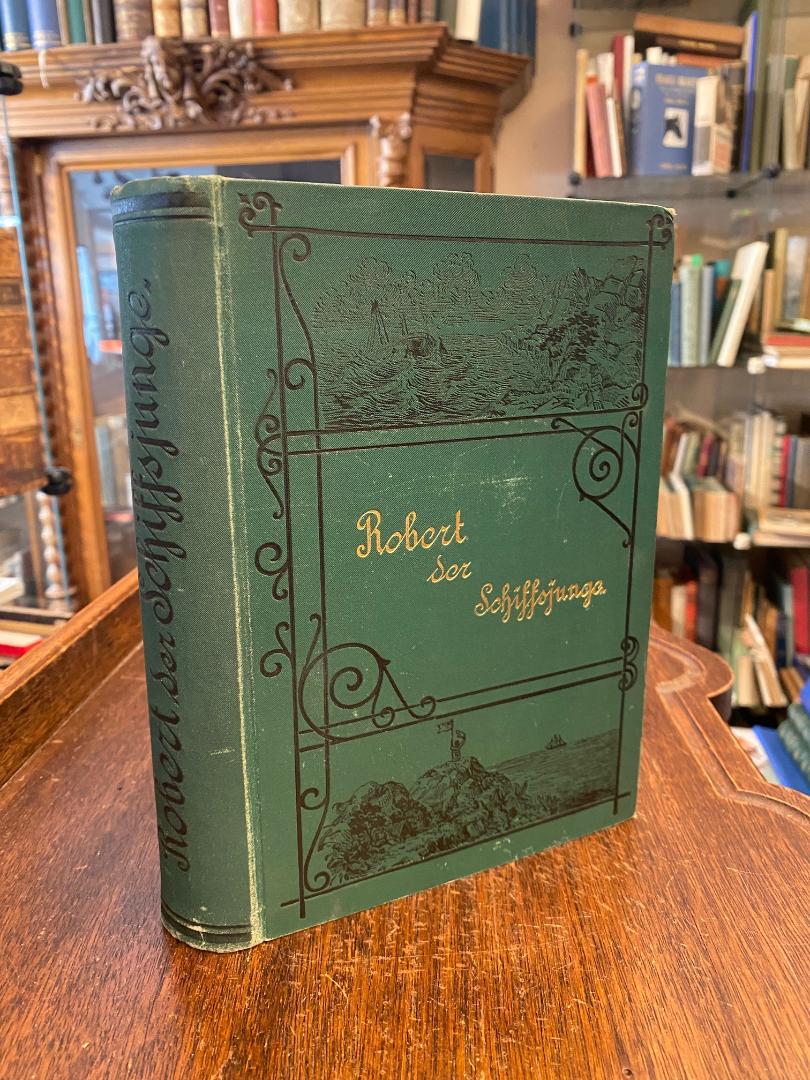 Robert der Schiffsjunge.
Robert
der
Schiffsjunge.